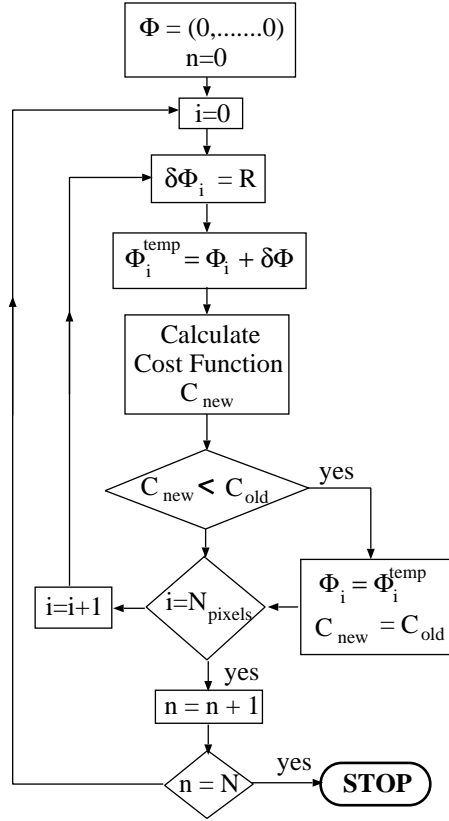 Φ = (0,.......0)
n=0
i=0
δΦ_i = R
Φ_i^temp = Φ_i + δΦ
Calculate
Cost Function
C_new
C_new < C_old
yes
Φ_i = Φ_i^temp
C_new = C_old
i=N_pixels
i=i+1
yes
n = n + 1
n = N
yes
STOP